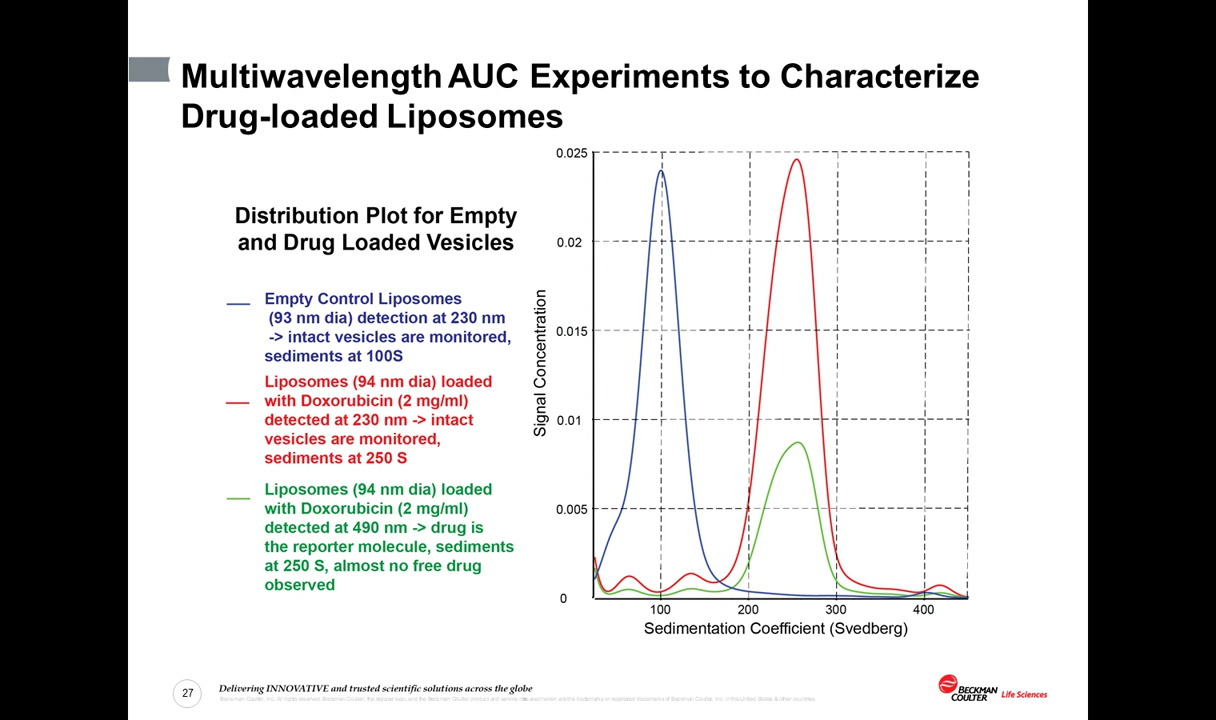 Multiwavelength AUC Experiments to Characterize
Drug-loaded Liposomes
Distribution Plot for Empty
and Drug Loaded Vesicles
Empty Control Liposomes
(93 nm dia) detection at 230 nm
-> intact vesicles are monitored,
sediments at 100S
Liposomes (94 nm dia) loaded
with Doxorubicin (2 mg/ml)
detected at 230 nm -> intact
vesicles are monitored,
sediments at 250 S
Liposomes (94 nm dia) loaded
with Doxorubicin (2 mg/ml)
detected at 490 nm -> drug is
the reporter molecule, sediments
at 250 S, almost no free drug
observed
Signal Concentration
0.025
0.02
0.015
0.01
0.005
0
100
200
300
400
Sedimentation Coefficient (Svedberg)
27
Delivering INNOVATIVE and trusted scientific solutions across the globe
BECKMAN
COULTER
Life Sciences